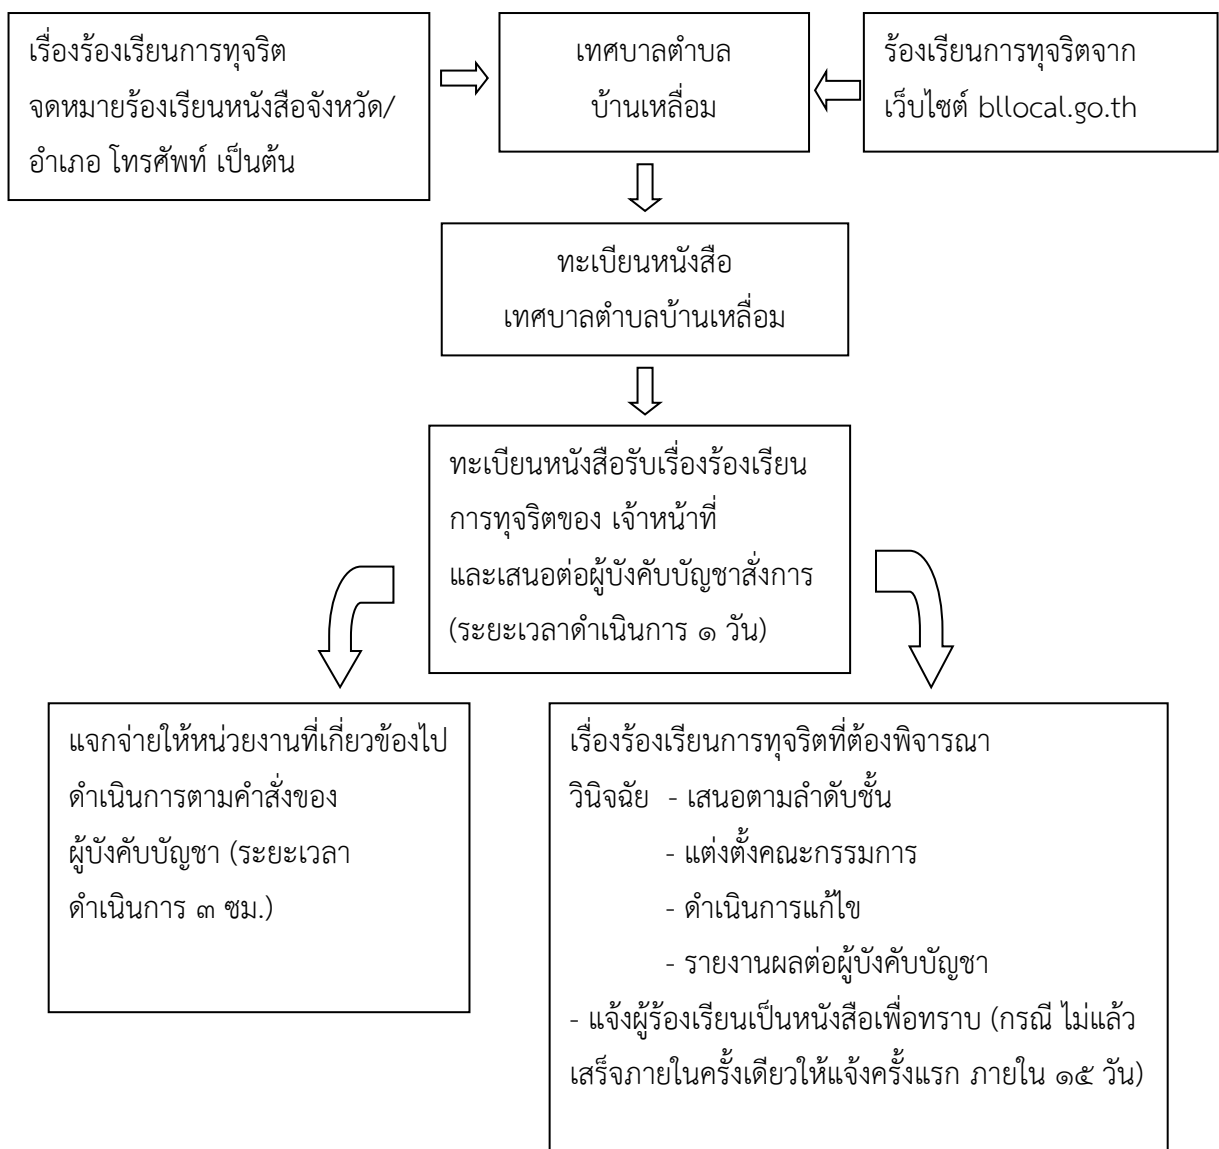 เรื่องร้องเรียนการทุจริต
จดหมายร้องเรียนหนังสือจังหวัด/
อำเภอ โทรศัพท์ เป็นต้น
เทศบาลตำบล
บ้านเหลื่อม
ร้องเรียนการทุจริตจาก
เว็บไซต์ bllocal.go.th
ทะเบียนหนังสือ
เทศบาลตำบลบ้านเหลื่อม
ทะเบียนหนังสือรับเรื่องร้องเรียน
การทุจริตของ เจ้าหน้าที่
และเสนอต่อผู้บังคับบัญชาสั่งการ
(ระยะเวลาดำเนินการ ๑ วัน)
แจกจ่ายให้หน่วยงานที่เกี่ยวข้องไป
ดำเนินการตามคำสั่งของ
ผู้บังคับบัญชา (ระยะเวลา
ดำเนินการ ๓ ซม.)
เรื่องร้องเรียนการทุจริตที่ต้องพิจารณา
วินิจฉัย - เสนอตามลำดับชั้น
- แต่งตั้งคณะกรรมการ
- ดำเนินการแก้ไข
- รายงานผลต่อผู้บังคับบัญชา
- แจ้งผู้ร้องเรียนเป็นหนังสือเพื่อทราบ (กรณี ไม่แล้ว
เสร็จภายในครั้งเดียวให้แจ้งครั้งแรก ภายใน ๑๕ วัน)